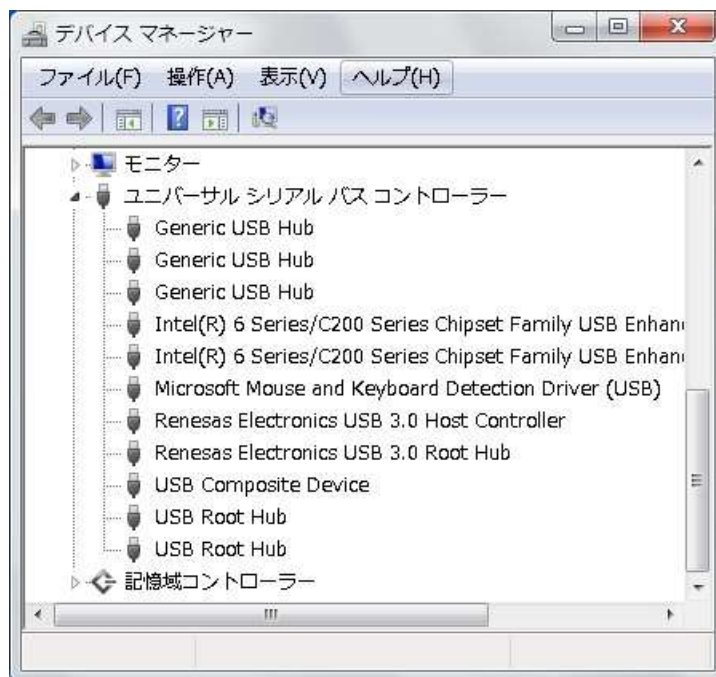 デバイス マネージャー
ファイル(F) 操作(A) 表示(V) ヘルプ(H)
モニター
ユニバーサル シリアル バス コントローラー
Generic USB Hub
Generic USB Hub
Generic USB Hub
Intel(R) 6 Series/C200 Series Chipset Family USB Enhan
Intel(R) 6 Series/C200 Series Chipset Family USB Enhan
Microsoft Mouse and Keyboard Detection Driver (USB)
Renesas Electronics USB 3.0 Host Controller
Renesas Electronics USB 3.0 Root Hub
USB Composite Device
USB Root Hub
USB Root Hub
記憶域コントローラー